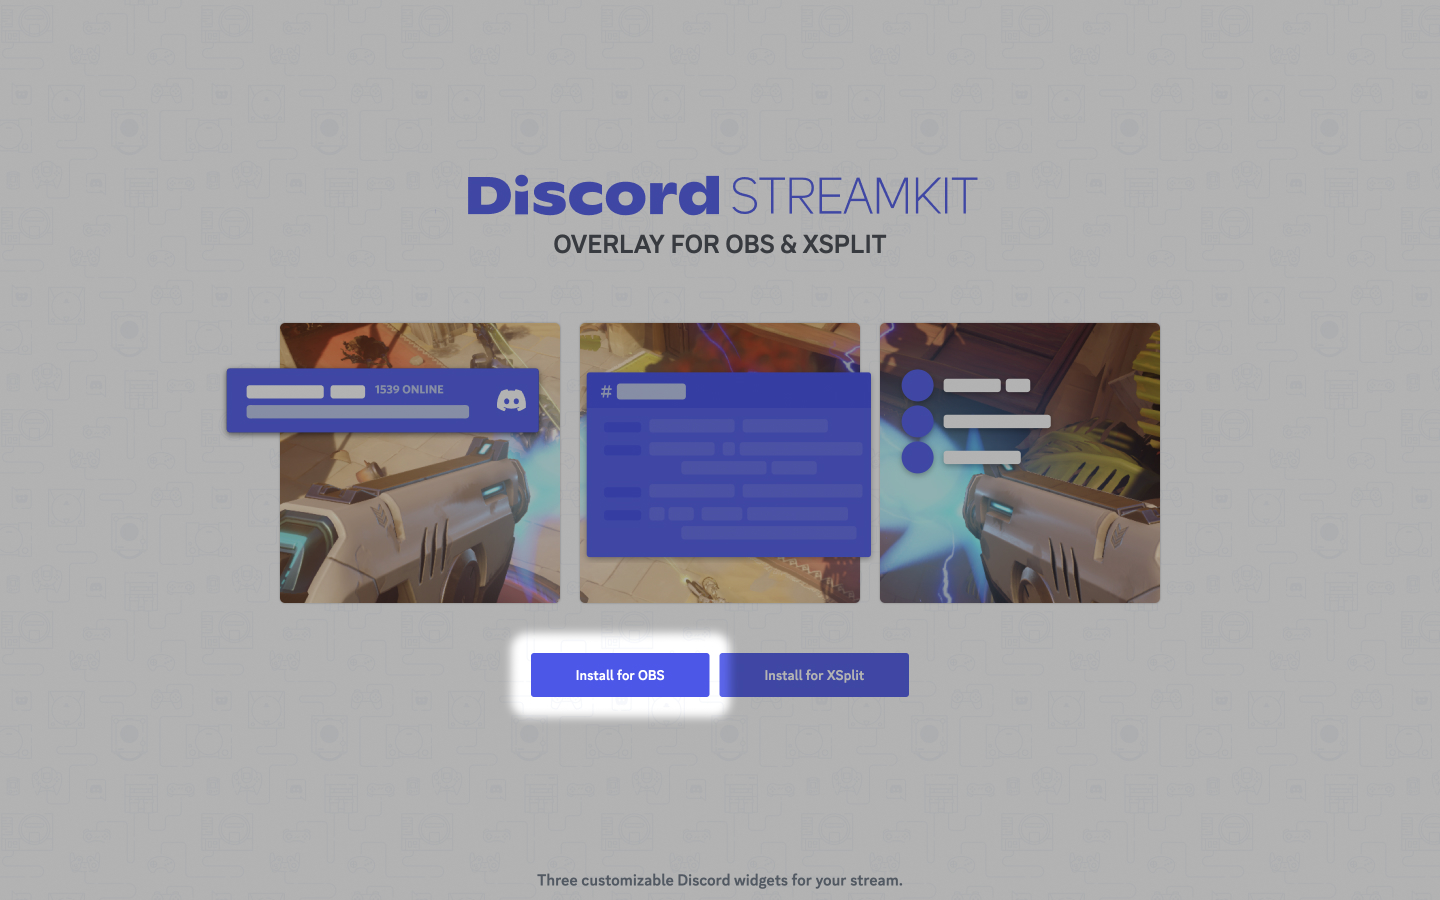 Discord STREAMKIT
OVERLAY FOR OBS & XSPLIT
1539 ONLINE
#
Install for OBS
Install for XSplit
Three customizable Discord widgets for your stream.